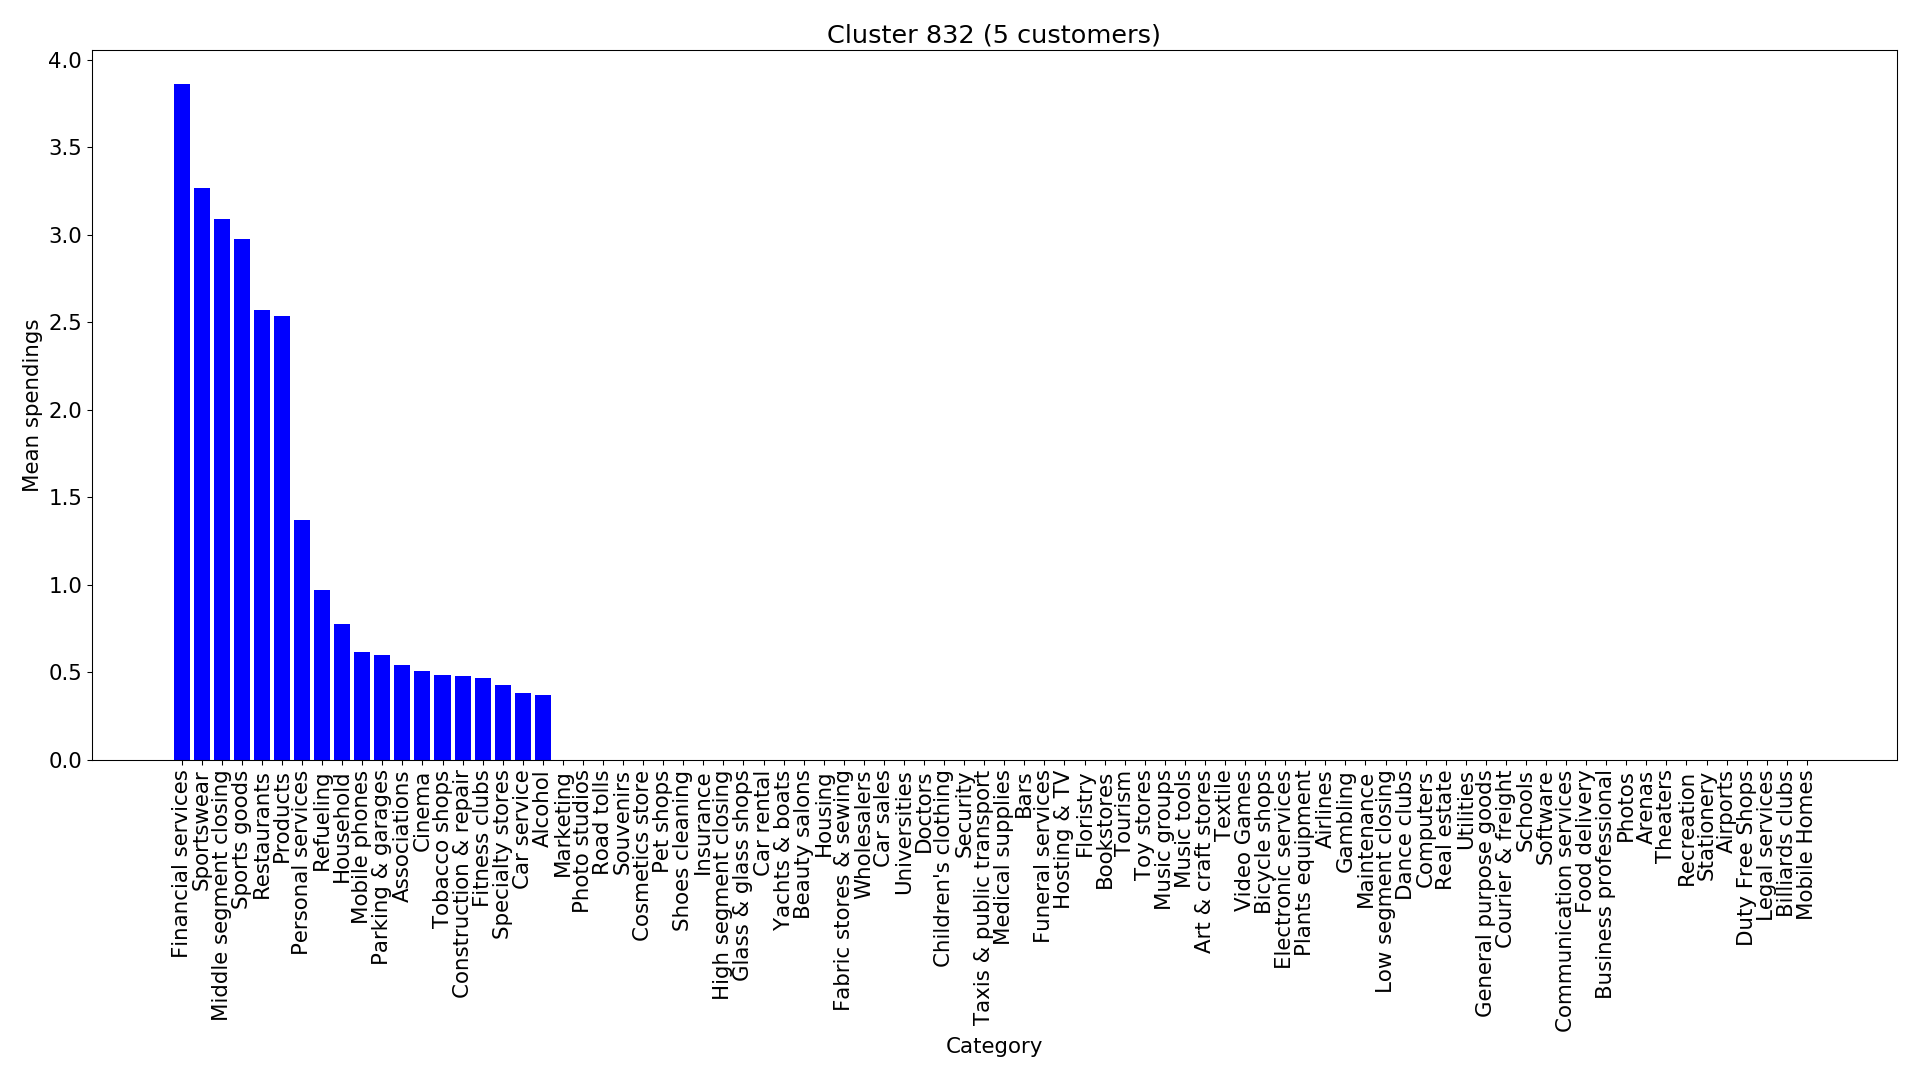 Cluster 832 (5 customers)
4.0
3.5
3.0
2.5
2.0
1.5
1.0
0.5
0.0
Mean spendings
Financial services
Sportswear
Middle segment closing
Sports goods
Restaurants
Products
Personal services
Refueling
Household
Mobile phones
Parking & garages
Associations
Cinema
Tobacco shops
Construction & repair
Fitness clubs
Specialty stores
Car service
Alcohol
Marketing
Photo studios
Road tolls
Souvenirs
Cosmetics store
Pet shops
Shoes cleaning
Insurance
High segment closing
Glass & glass shops
Car rental
Yachts & boats
Beauty salons
Housing
Fabric stores & sewing
Wholesalers
Car sales
Universities
Doctors
Children's clothing
Security
Taxis & public transport
Medical supplies
Bars
Funeral services
Hosting & TV
Floristry
Bookstores
Tourism
Toy stores
Music groups
Music tools
Art & craft stores
Textile
Video Games
Bicycle shops
Electronic services
Plants equipment
Airlines
Gambling
Maintenance
Low segment closing
Dance clubs
Computers
Real estate
Utilities
General purpose goods
Courier & freight
Schools
Software
Communication services
Food delivery
Business professional
Photos
Arenas
Theaters
Recreation
Stationery
Airports
Duty Free Shops
Legal services
Billiards clubs
Mobile Homes
Category